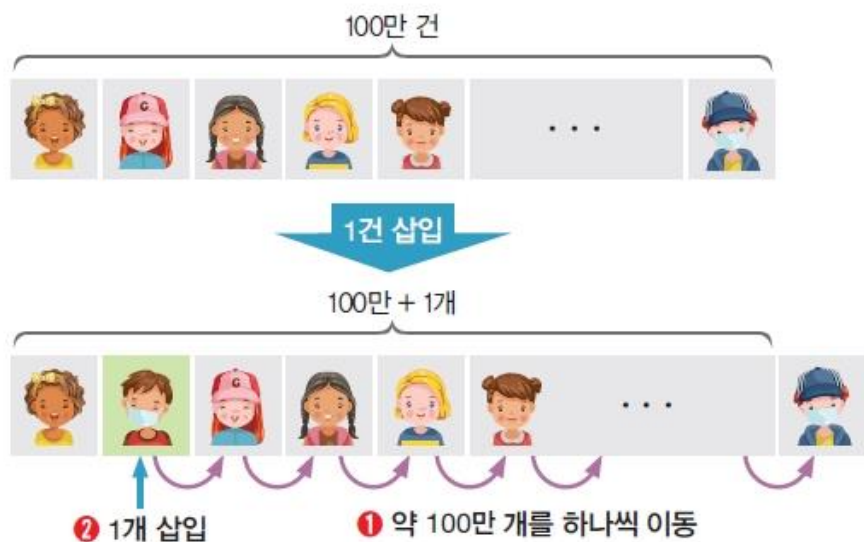 100만 건
G
. . .
1건 삽입
100만 + 1개
G
. . .
❷ 1개 삽입
❶ 약 100만 개를 하나씩 이동